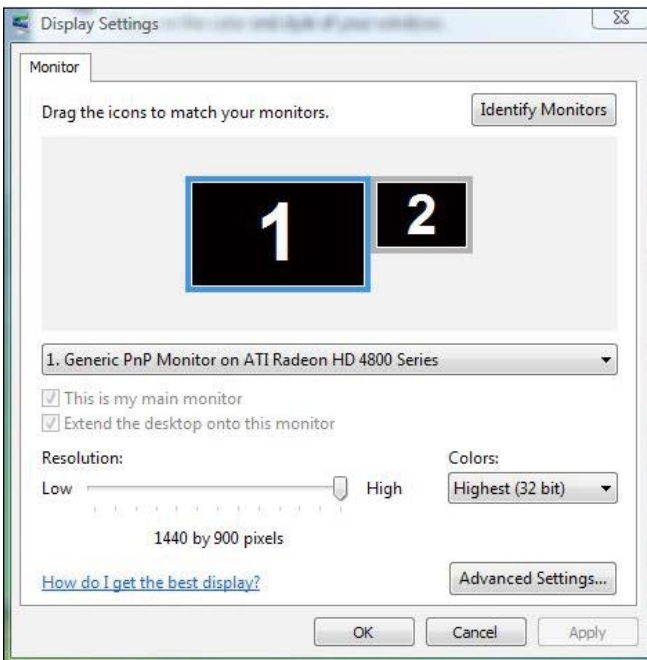 Display Settings
Monitor
Drag the icons to match your monitors.
Identify Monitors
1
2
1. Generic PnP Monitor on ATI Radeon HD 4800 Series
This is my main monitor
Extend the desktop onto this monitor
Resolution:
Colors:
Low
High
Highest (32 bit)
1440 by 900 pixels
How do I get the best display?
Advanced Settings...
OK
Cancel
Apply